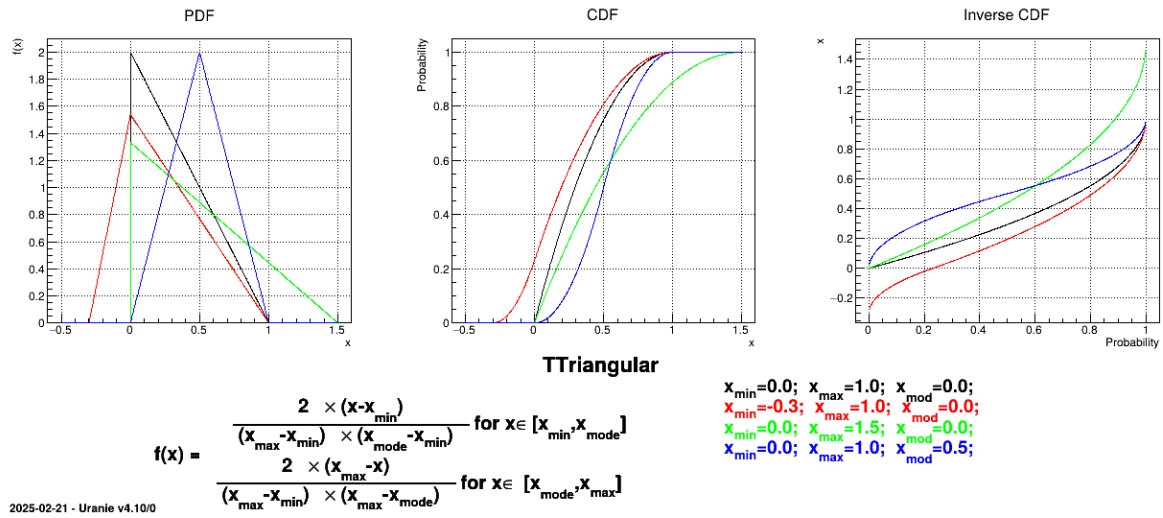 PDF
CDF
Inverse CDF
f(x)
2
1.8
1.6
1.4
1.2
1
0.8
0.6
0.4
0.2
0
−0.5 0 0.5 1 1.5
x
Probability
1
0.8
0.6
0.4
0.2
0
−0.5 0 0.5 1 1.5
x
x
1.4
1.2
1
0.8
0.6
0.4
0.2
0
−0.2
0 0.2 0.4 0.6 0.8 1
Probability
TTriangular
x_min=0.0; x_max=1.0; x_mod=0.0;
x_min=-0.3; x_max=1.0; x_mod=0.0;
x_min=0.0; x_max=1.5; x_mod=0.0;
x_min=0.0; x_max=1.0; x_mod=0.5;
f(x) =
2 ×(x-x_min)
(x_max-x_min) ×(x_mode-x_min)
for x∈ [x_min,x_mode]
2 ×(x_max-x)
(x_max-x_min) ×(x_max-x_mode)
for x∈ [x_mode,x_max]
2025-02-21 - Uranie v4.10/0